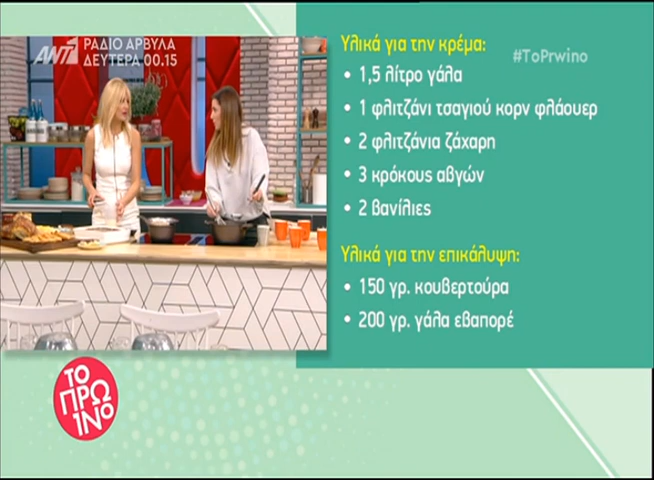 ΑΝΤ1
ΡΑΔΙΟ ΑΡΒΥΛΑ
ΔΕΥΤΕΡΑ 00.15
Υλικά για την κρέμα:
#ToPrwino
• 1,5 λίτρο γάλα
• 1 φλιτζάνι τσαγιού κορν φλάουερ
• 2 φλιτζάνια ζάχαρη
• 3 κρόκους αβγών
• 2 βανίλιες
Υλικά για την επικάλυψη:
• 150 γρ. κουβερτούρα
• 200 γρ. γάλα εβαπορέ
ΤΟ
ΠΡΩ
ΙΝΟ